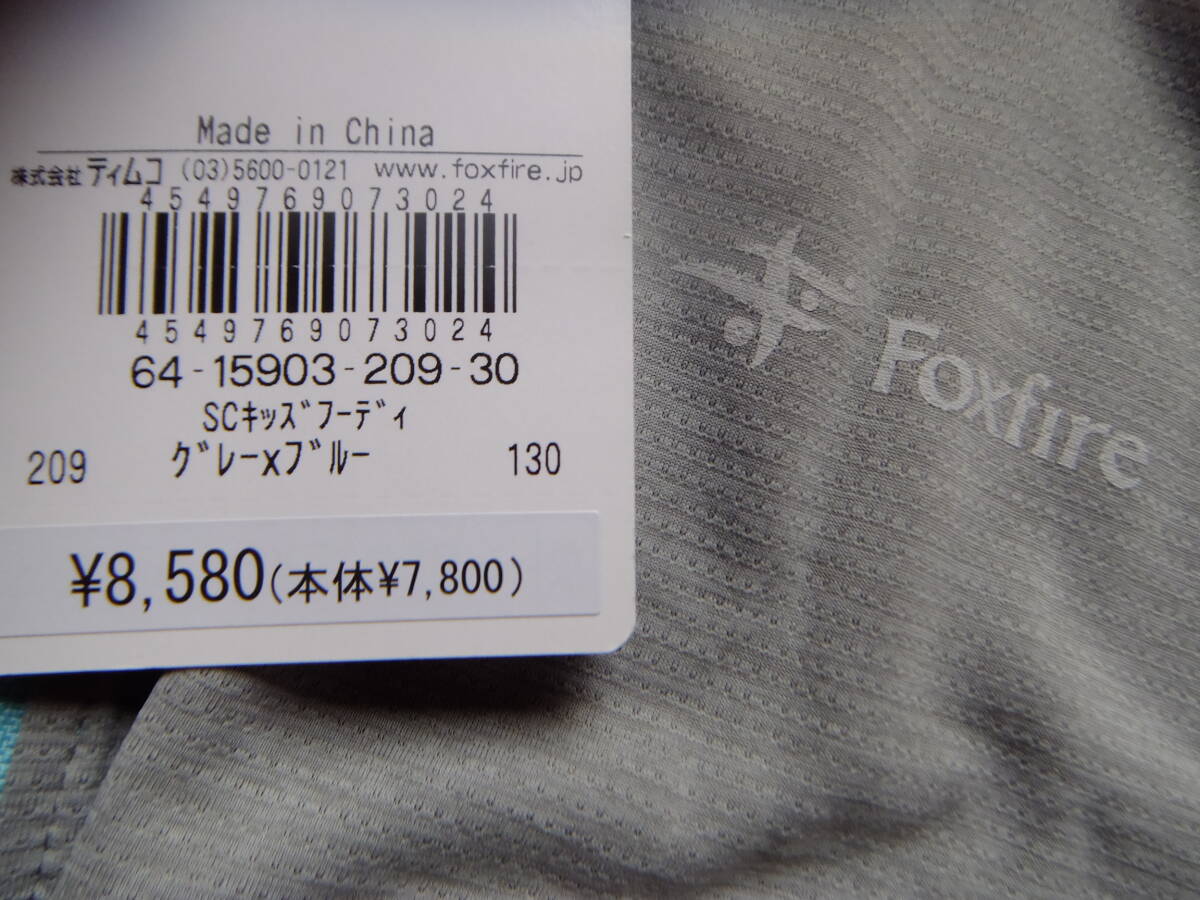 Made in China
株式会社 ティムコ (03)5600-0121 www.foxfire.jp
4549769073024
4549769073024
64-15903-209-30
SCｷｯｽﾞﾌｰﾃﾞｨ
209 ｸﾞﾚｰxﾌﾞﾙｰ 130
¥8,580(本体¥7,800)
Foxfire